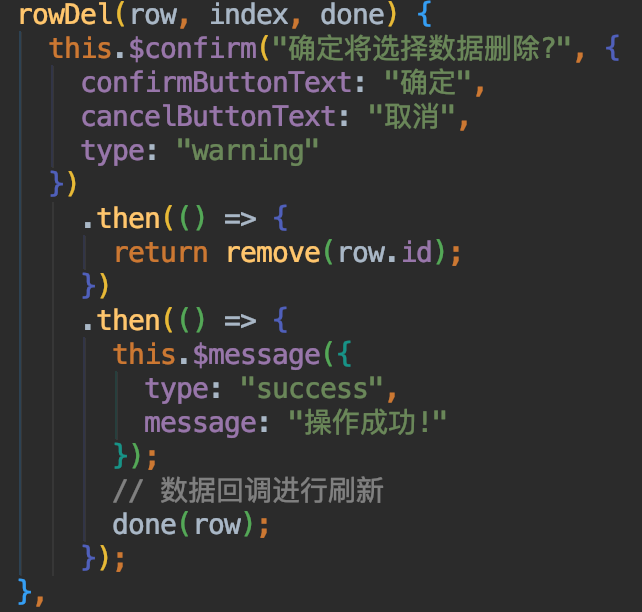 rowDel(row, index, done) {
  this.$confirm("确定将选择数据删除?", {
    confirmButtonText: "确定",
    cancelButtonText: "取消",
    type: "warning"
  })
    .then(() => {
      return remove(row.id);
    })
    .then(() => {
      this.$message({
        type: "success",
        message: "操作成功!"
      });
      // 数据回调进行刷新
      done(row);
    });
},